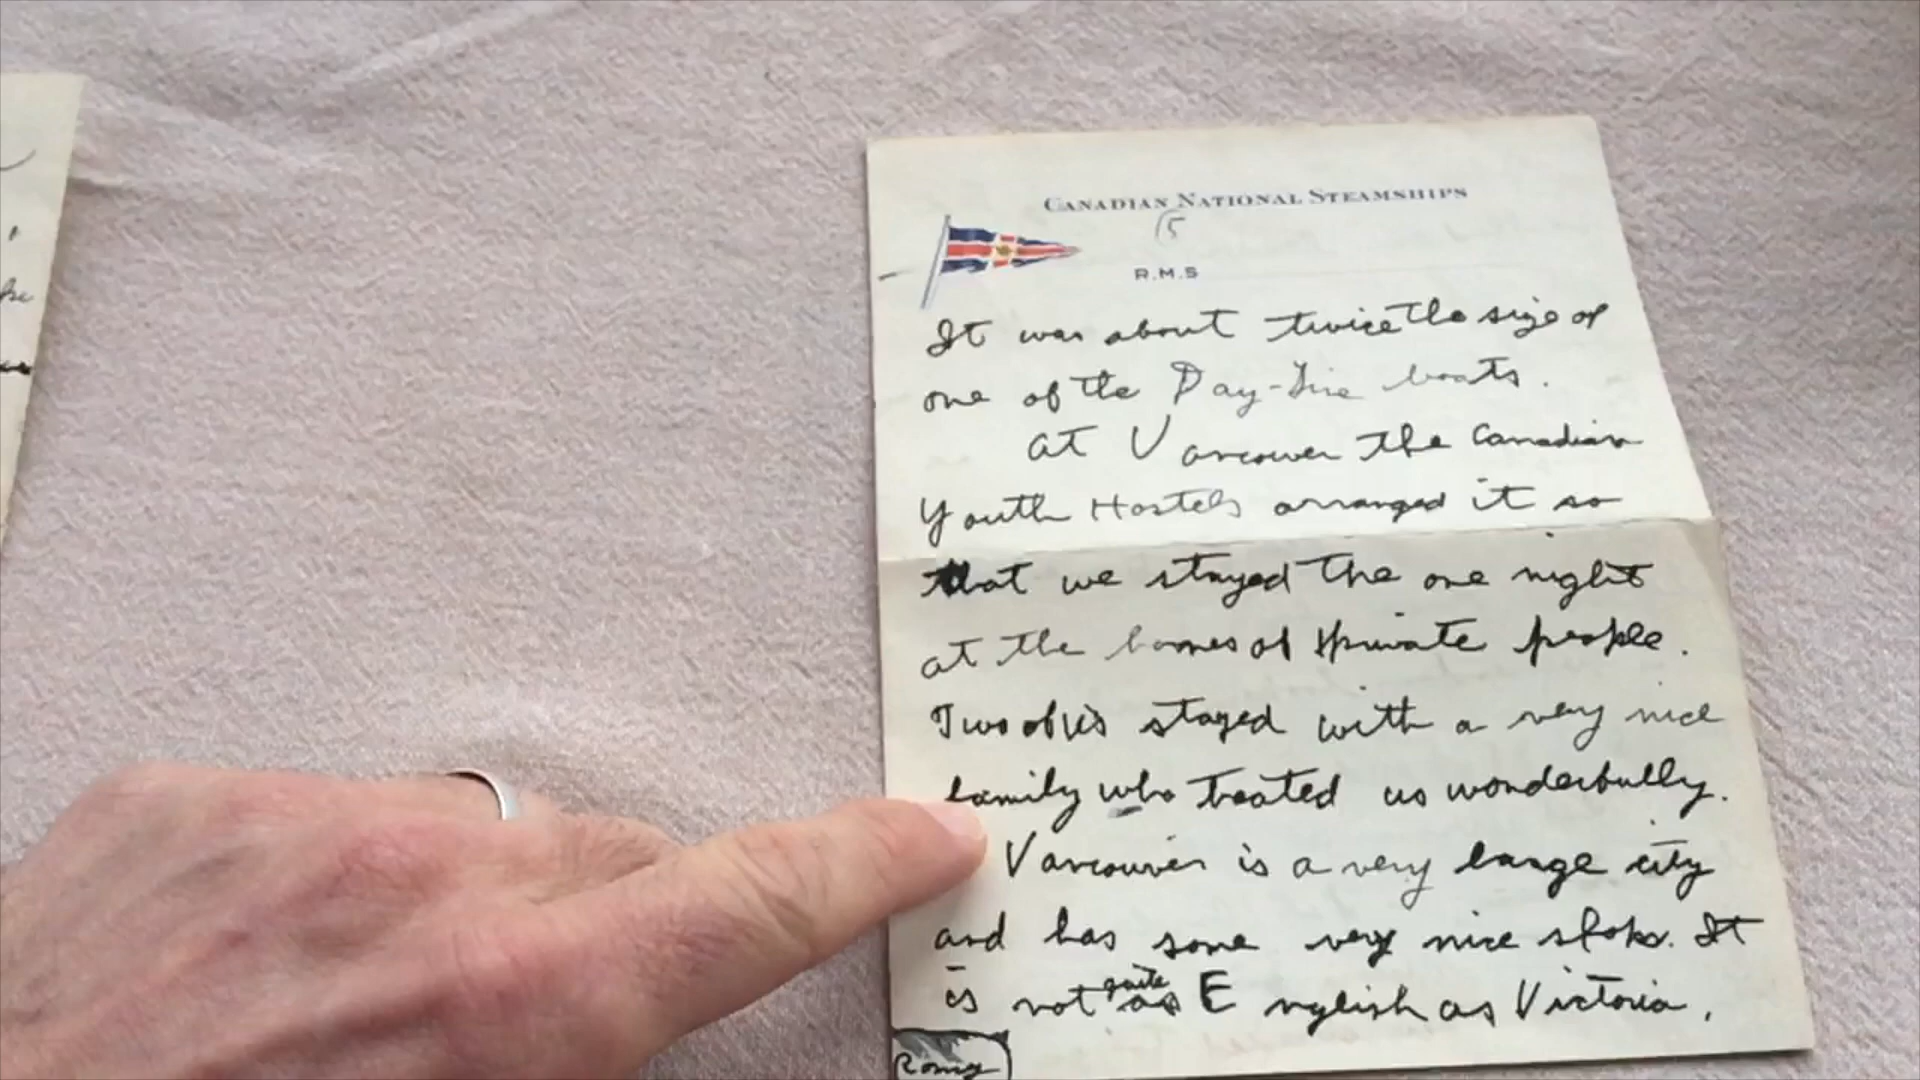 CANADIAN NATIONAL STEAMSHIPS
15
R.M.S
It was about twice the size of
one of the Day-Line boats.
at Vancouver the Canadian
Youth Hostels arranged it so
that we stayed the one night
at the homes of private people.
Two of us stayed with a very nice
family who treated us wonderfully.
Vancouver is a very large city
and has some very nice spots. It
is not quite as English as Victoria.